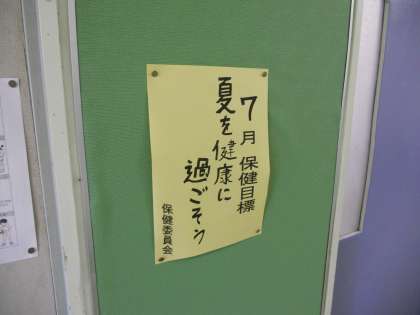 7月 保健目標
夏を健康に
過ごそう
保健委員会